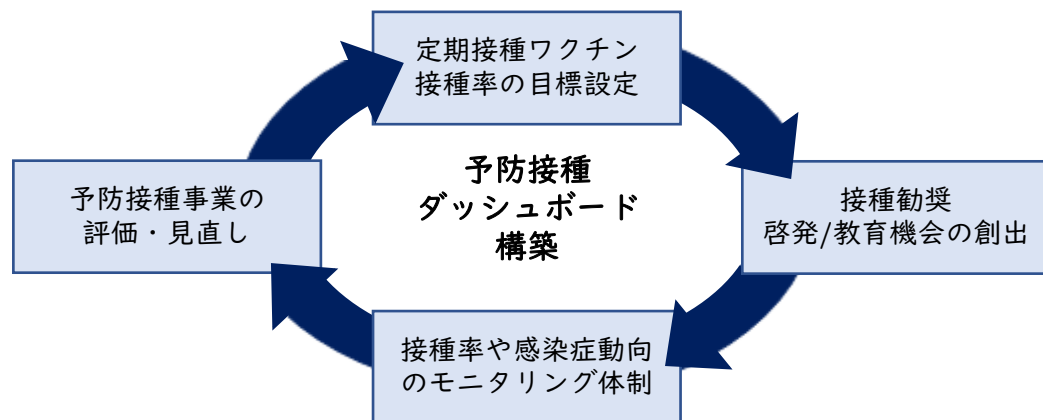 定期接種ワクチン
接種率の目標設定
予防接種
ダッシュボード
構築
予防接種事業の
評価・見直し
接種勧奨
啓発/教育機会の創出
接種率や感染症動向
のモニタリング体制